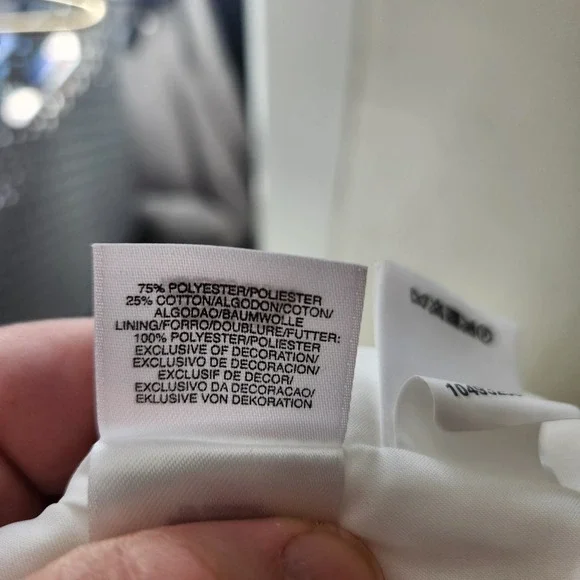 75% POLYESTER/POLIESTER
25% COTTON/ALGODON/COTON/
ALGODAO/BAUMWOLLE
LINING/FORRO/DOUBLURE/FUTTER:
100% POLYESTER/POLIESTER
EXCLUSIVE OF DECORATION/
EXCLUSIVO DE DECORACION/
EXCLUSIF DE DECOR/
EXCLUSIVO DA DECORACAO/
EKLUSIVE VON DEKORATION